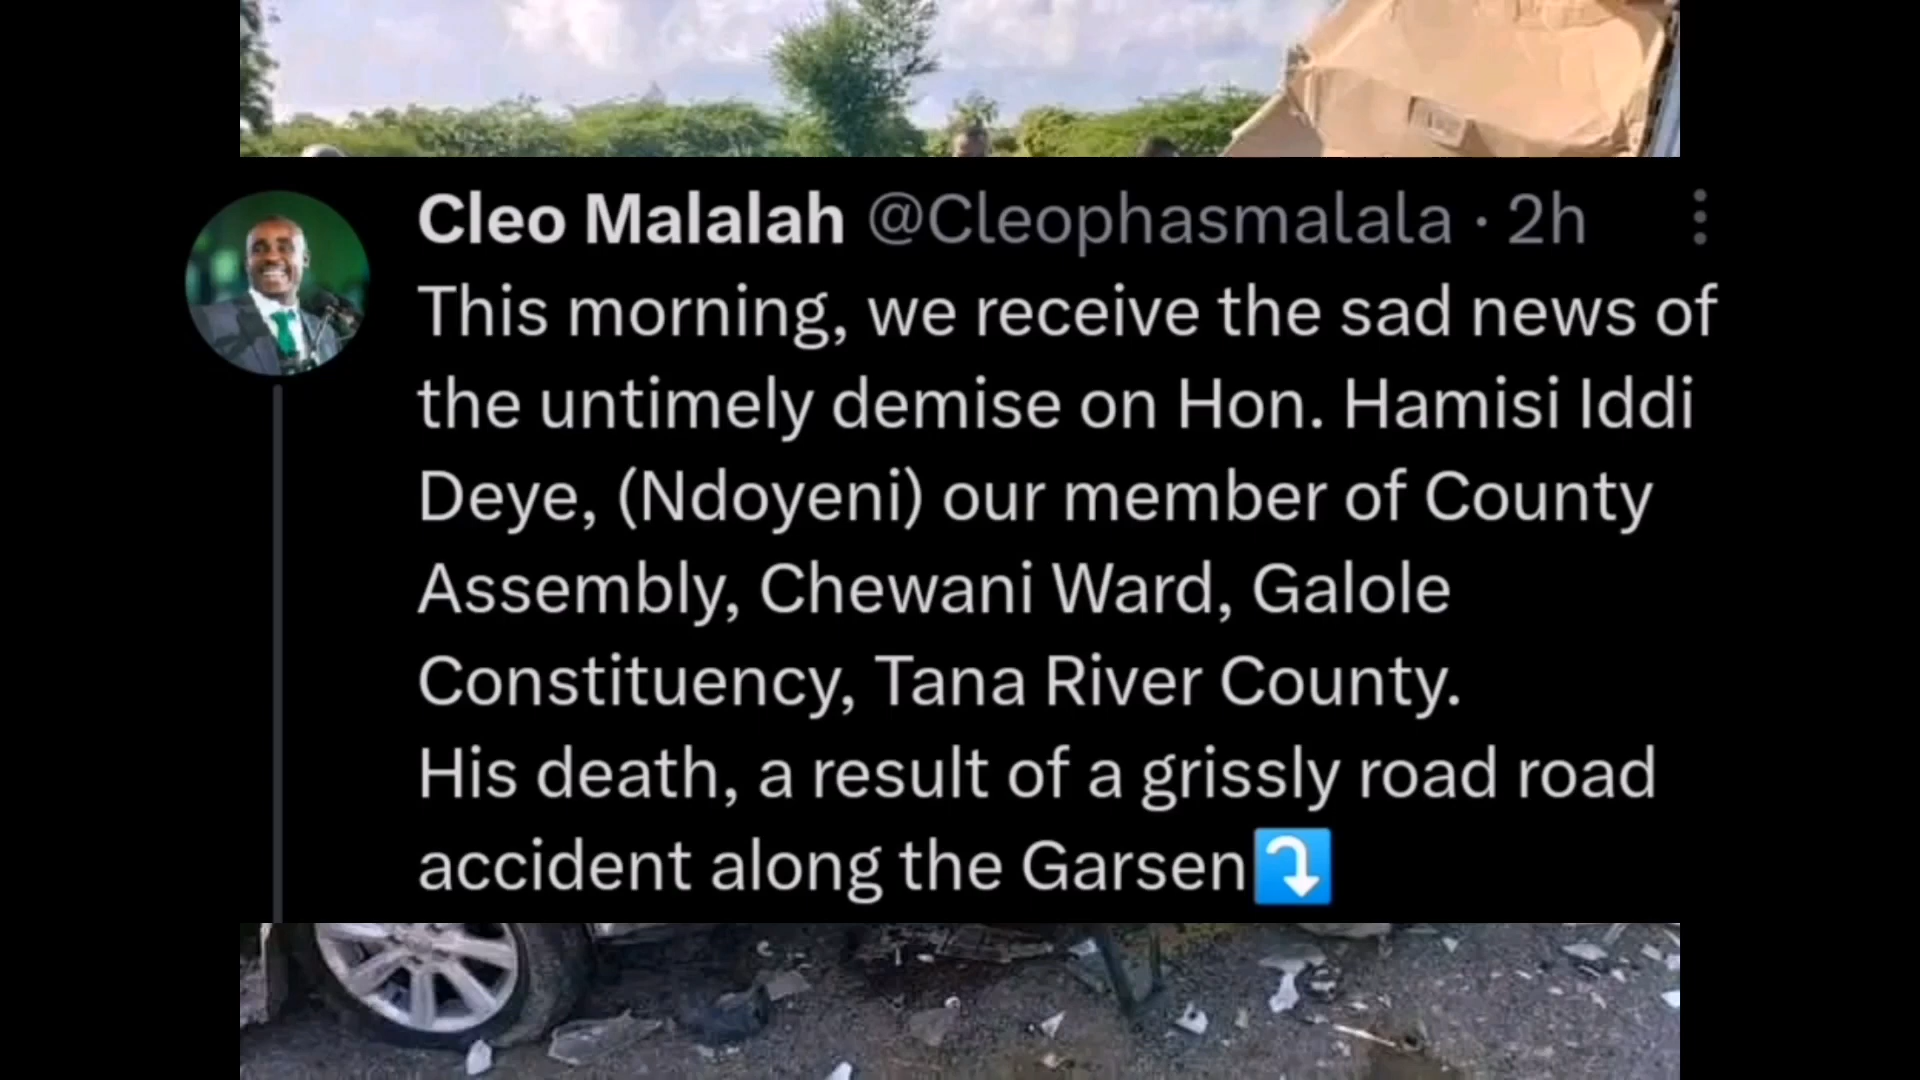 Cleo Malalah @Cleophasmalala · 2h
This morning, we receive the sad news of
the untimely demise on Hon. Hamisi Iddi
Deye, (Ndoyeni) our member of County
Assembly, Chewani Ward, Galole
Constituency, Tana River County.
His death, a result of a grissly road road
accident along the Garsen⤵️